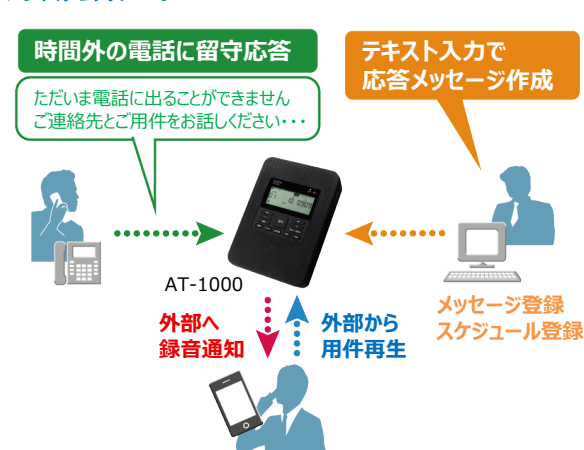 時間外の電話に留守応答
テキスト入力で
応答メッセージ作成
ただいま電話に出ることができません
ご連絡先とご用件をお話しください・・・
AT-1000
メッセージ登録
スケジュール登録
外部へ
録音通知
外部から
用件再生